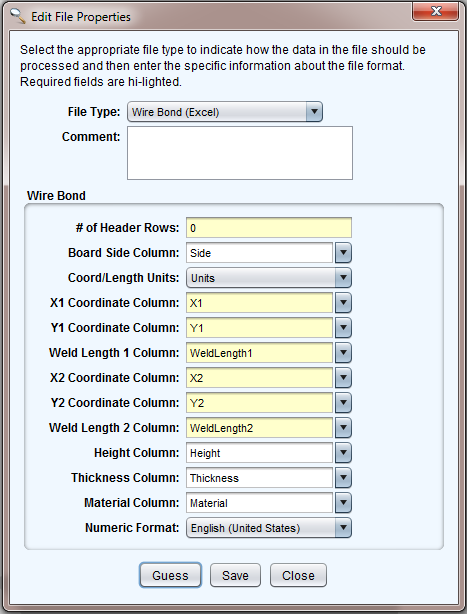 Edit File Properties
Select the appropriate file type to indicate how the data in the file should be
processed and then enter the specific information about the file format.
Required fields are hi-lighted.
File Type: Wire Bond (Excel)
Comment:
Wire Bond
# of Header Rows: 0
Board Side Column: Side
Coord/Length Units: Units
X1 Coordinate Column: X1
Y1 Coordinate Column: Y1
Weld Length 1 Column: WeldLength1
X2 Coordinate Column: X2
Y2 Coordinate Column: Y2
Weld Length 2 Column: WeldLength2
Height Column: Height
Thickness Column: Thickness
Material Column: Material
Numeric Format: English (United States)
Guess Save Close